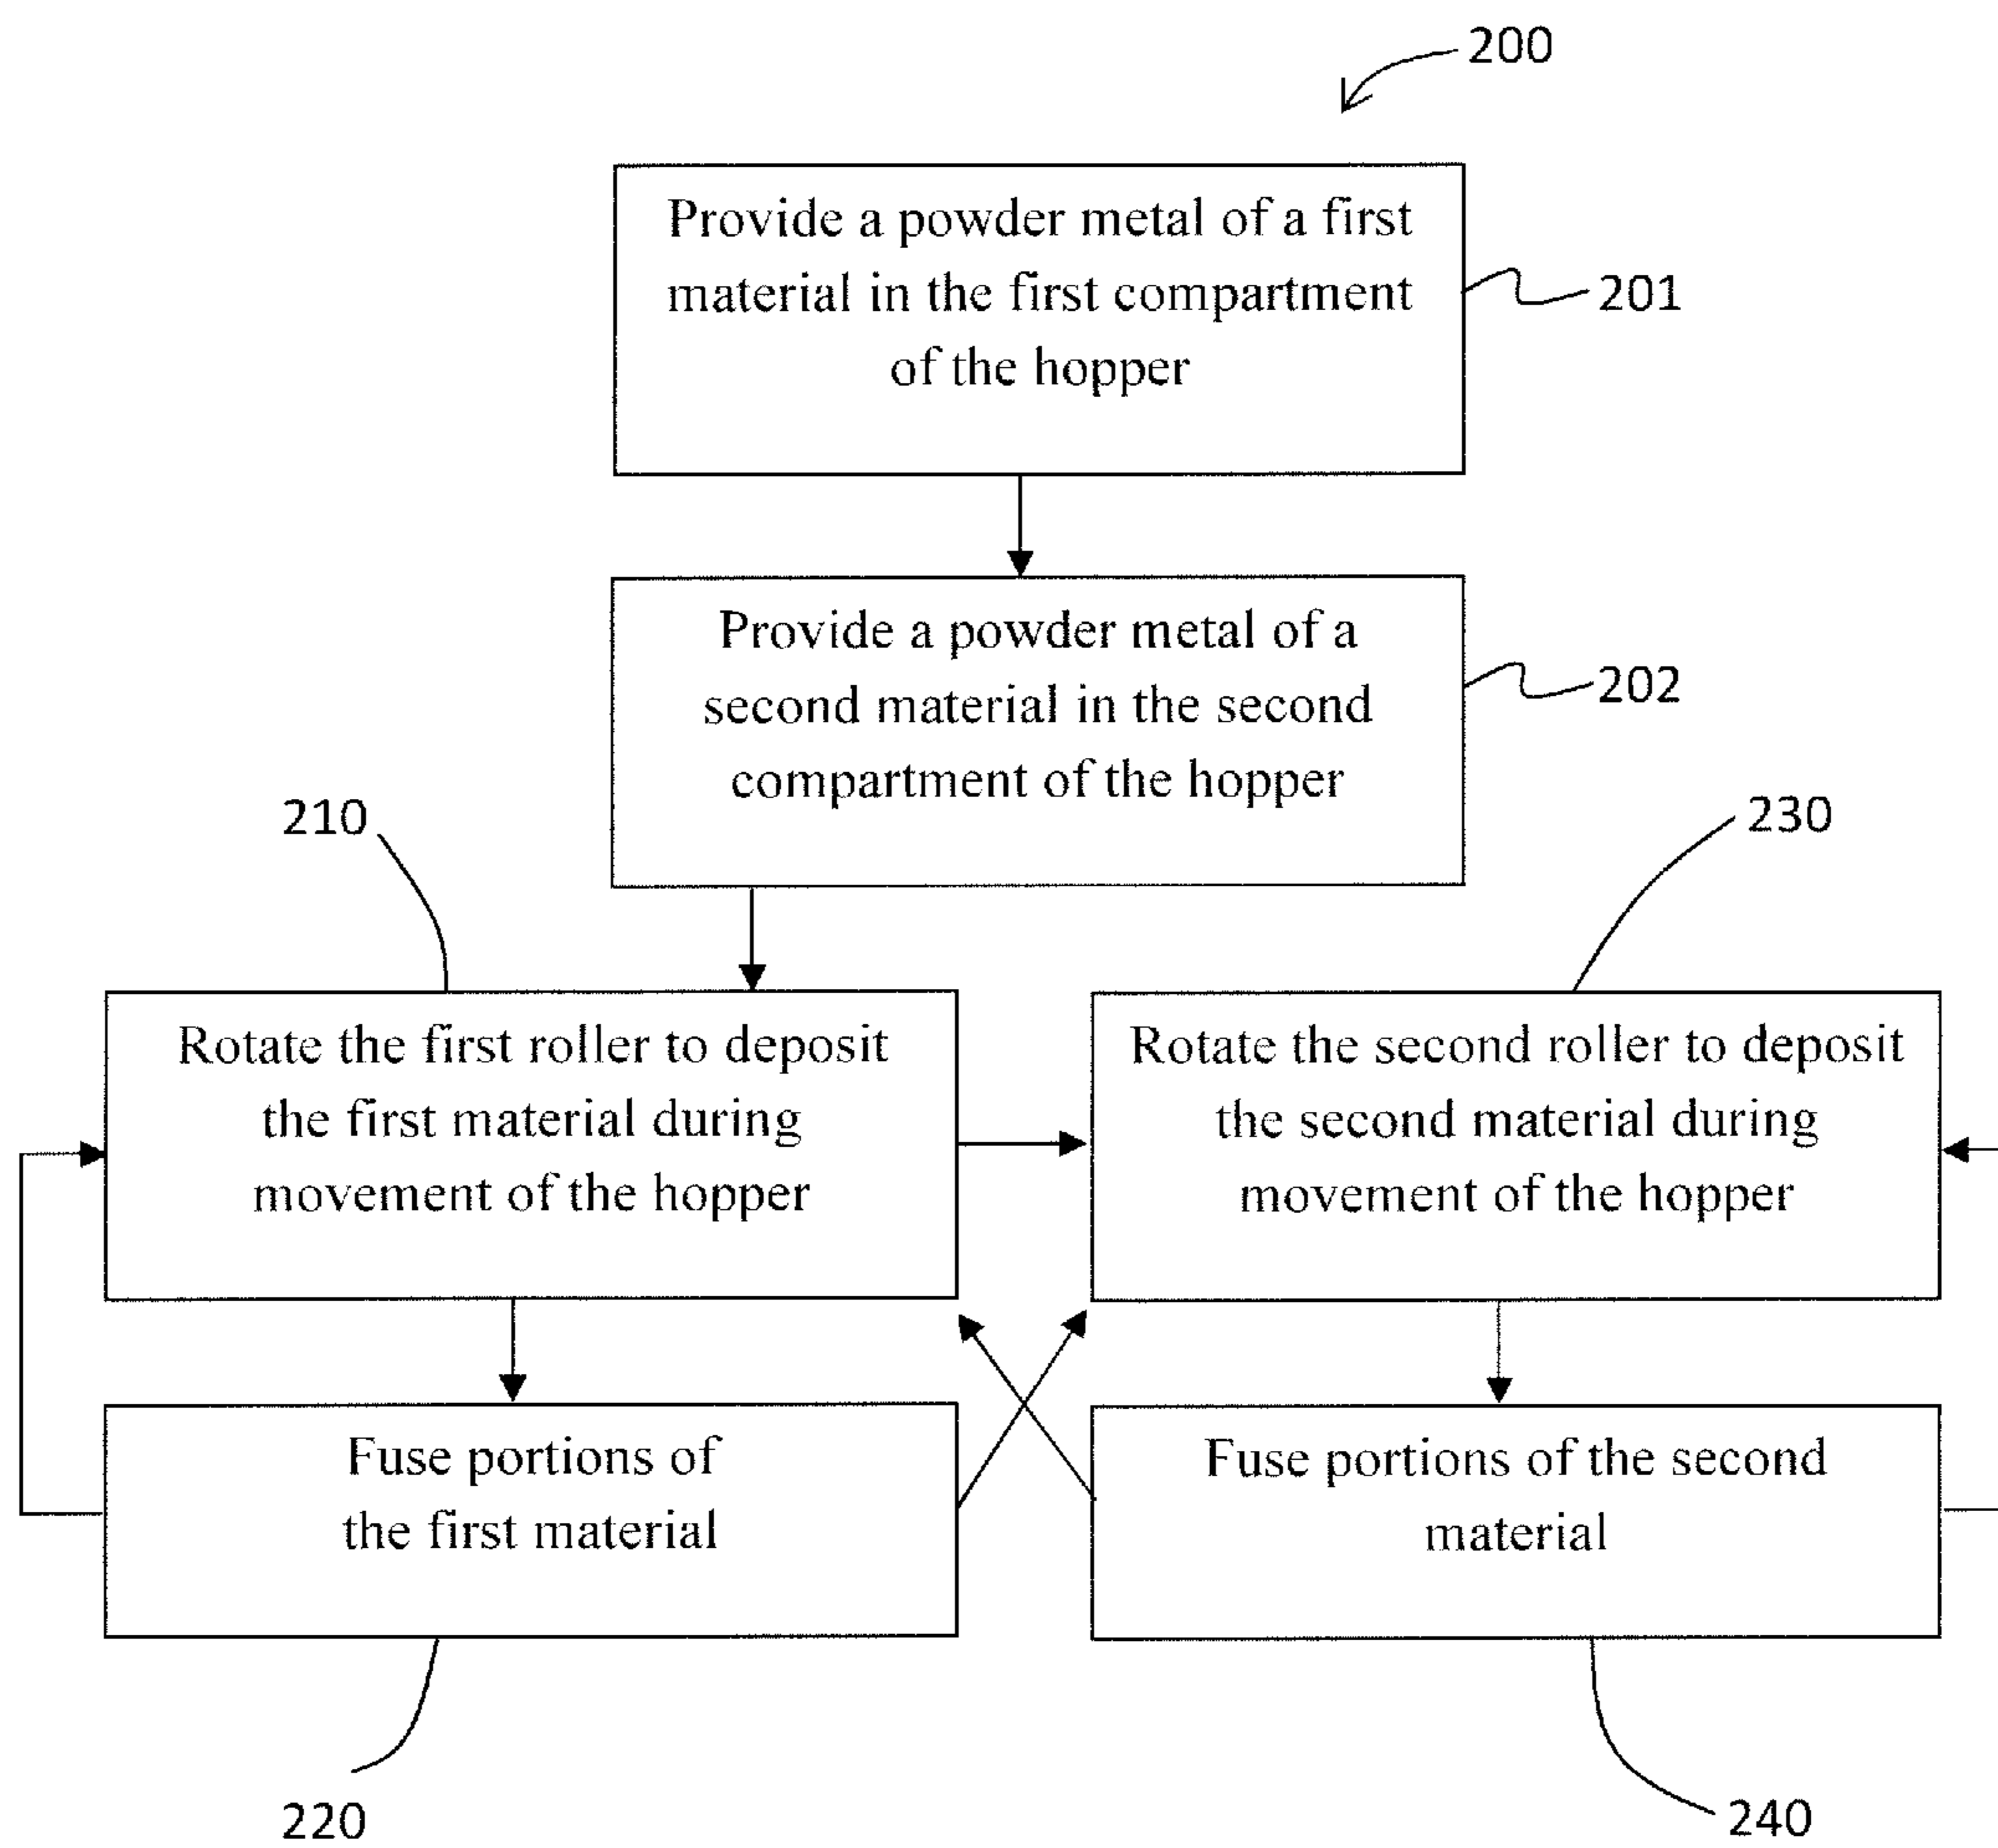 200
Provide a powder metal of a first
material in the first compartment
of the hopper
201
Provide a powder metal of a
second material in the second
compartment of the hopper
202
210
230
Rotate the first roller to deposit
the first material during
movement of the hopper
Rotate the second roller to deposit
the second material during
movement of the hopper
Fuse portions of
the first material
Fuse portions of the second
material
220
240